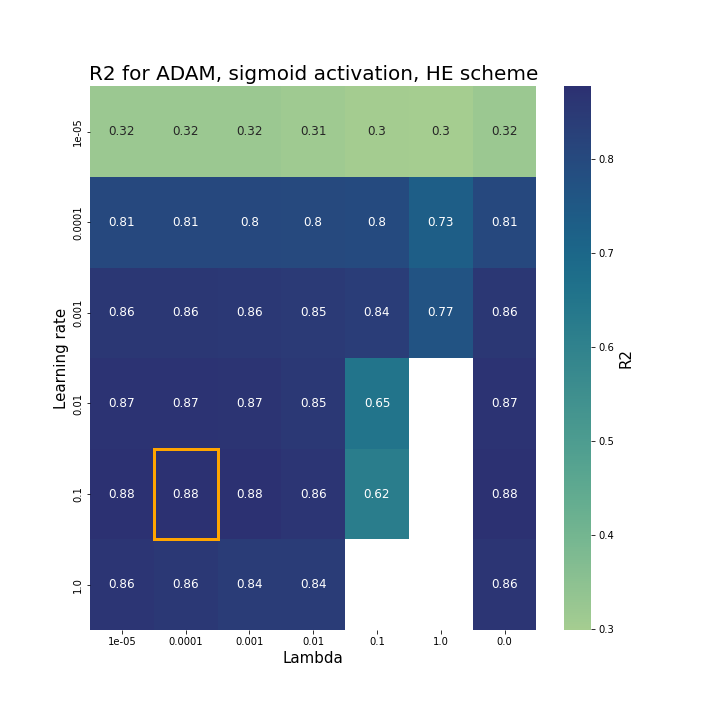 R2 for ADAM, sigmoid activation, HE scheme
Learning rate
1e-05 0.32 0.32 0.32 0.31 0.3 0.3 0.32
0.0001 0.81 0.81 0.8 0.8 0.8 0.73 0.81
0.001 0.86 0.86 0.86 0.85 0.84 0.77 0.86
0.01 0.87 0.87 0.87 0.85 0.65 0.87
0.1 0.88 0.88 0.88 0.86 0.62 0.88
1.0 0.86 0.86 0.84 0.84 0.86
1e-05 0.0001 0.001 0.01 0.1 1.0 0.0
Lambda
0.8
0.7
0.6
0.5
0.4
0.3
R2